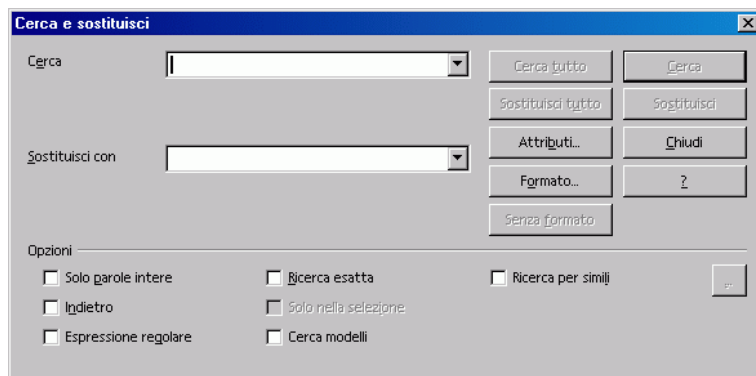 Cerca e sostituisci
Cerca
Cerca tutto
Cerca
Sostituisci tutto
Sostituisci
Attributi...
Chiudi
Sostituisci con
Formato...
?
Senza formato
Opzioni
Solo parole intere
Ricerca esatta
Ricerca per simili
...
Indietro
Solo nella selezione
Espressione regolare
Cerca modelli